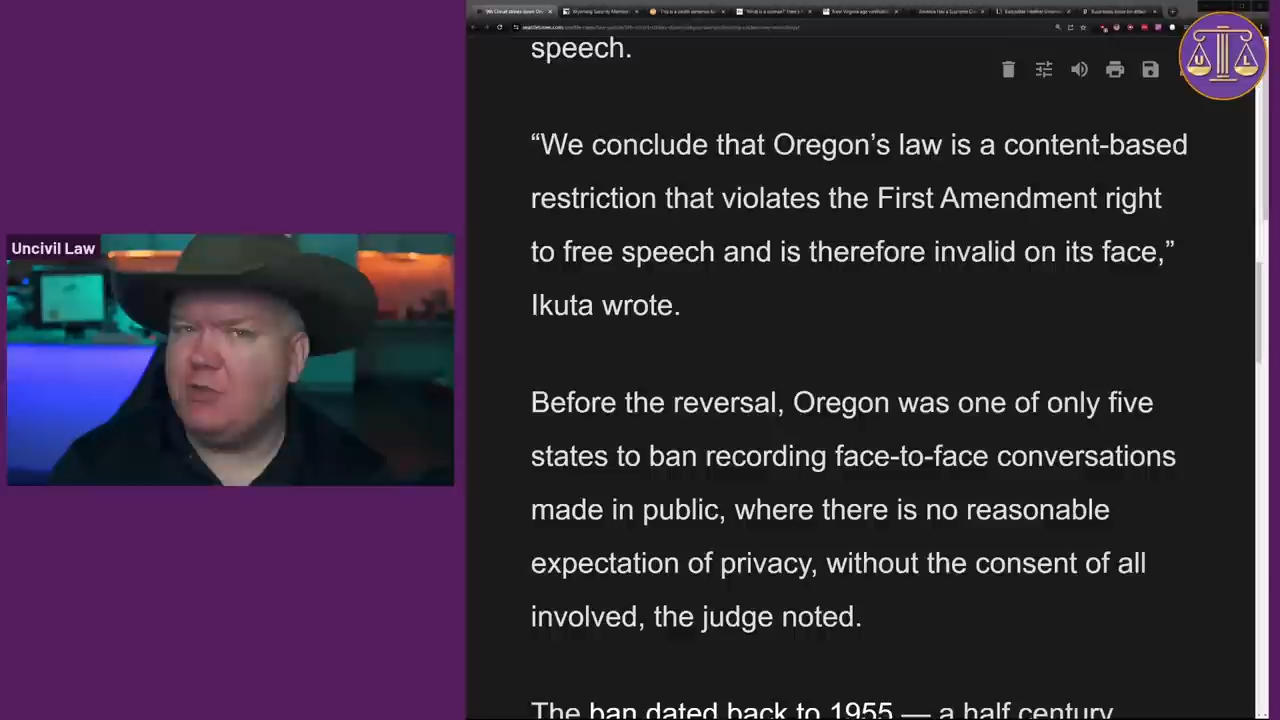 speech.
U L
“We conclude that Oregon’s law is a content-based
restriction that violates the First Amendment right
to free speech and is therefore invalid on its face,”
Ikuta wrote.
Uncivil Law
Before the reversal, Oregon was one of only five
states to ban recording face-to-face conversations
made in public, where there is no reasonable
expectation of privacy, without the consent of all
involved, the judge noted.
The ban dated back to 1955 — a half century